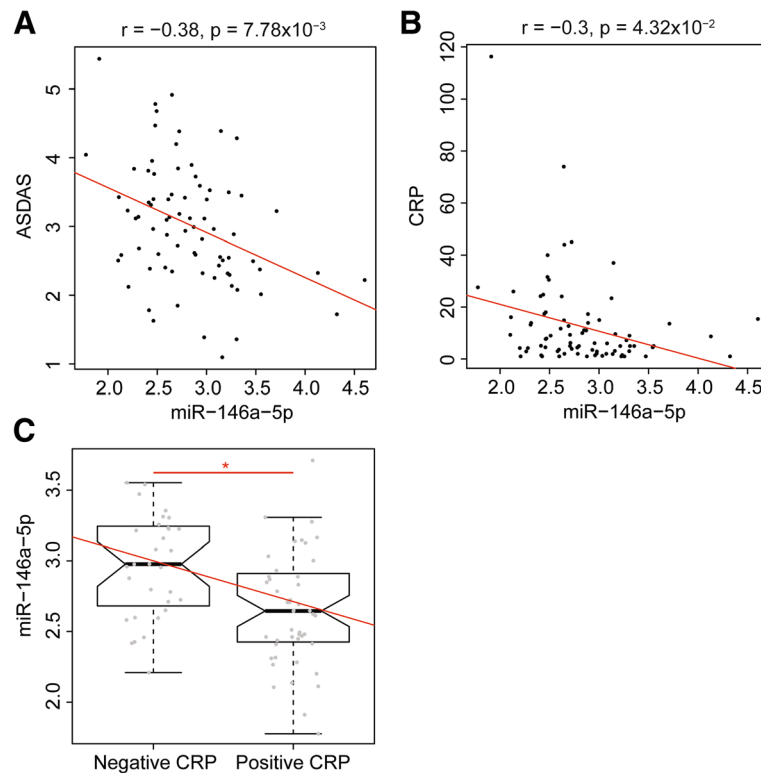 A
r = −0.38, p = 7.78x10⁻³
5
4
3
2
1
ASDAS
2.0 2.5 3.0 3.5 4.0 4.5
miR−146a−5p
B
r = −0.3, p = 4.32x10⁻²
120
100
80
60
40
20
0
CRP
2.0 2.5 3.0 3.5 4.0 4.5
miR−146a−5p
C
*
3.5
3.0
2.5
2.0
miR−146a−5p
Negative CRP Positive CRP